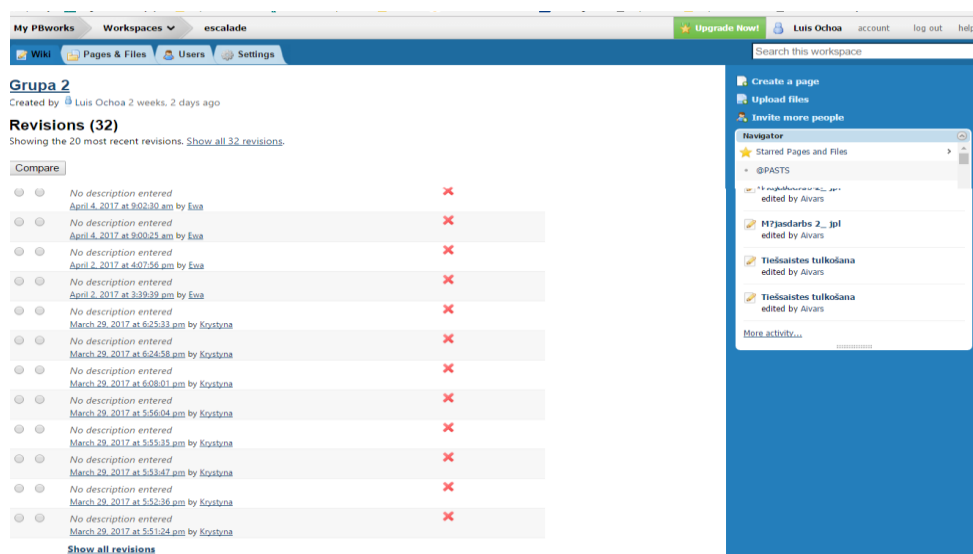 My PBworks Workspaces escalade Upgrade Now! Luis Ochoa account log out help
Wiki Pages & Files Users Settings Search this workspace
Grupa 2
Created by Luis Ochoa 2 weeks, 2 days ago
Revisions (32)
Showing the 20 most recent revisions. Show all 32 revisions.
Compare
No description entered
April 4, 2017 at 9:02:30 am by Ewa
No description entered
April 4, 2017 at 9:00:25 am by Ewa
No description entered
April 2, 2017 at 4:07:56 pm by Ewa
No description entered
April 2, 2017 at 3:39:39 pm by Ewa
No description entered
March 29, 2017 at 6:25:33 pm by Krystyna
No description entered
March 29, 2017 at 6:24:58 pm by Krystyna
No description entered
March 29, 2017 at 6:08:01 pm by Krystyna
No description entered
March 29, 2017 at 5:56:04 pm by Krystyna
No description entered
March 29, 2017 at 5:55:35 pm by Krystyna
No description entered
March 29, 2017 at 5:53:47 pm by Krystyna
No description entered
March 29, 2017 at 5:52:36 pm by Krystyna
No description entered
March 29, 2017 at 5:51:24 pm by Krystyna
Show all revisions
Create a page
Upload files
Invite more people
Navigator
Starred Pages and Files
@PASTS
edited by Aivars
M?jasdarbs 2_ jpl
edited by Aivars
Tiešsaistes tulkošana
edited by Aivars
Tiešsaistes tulkošana
edited by Aivars
More activity...